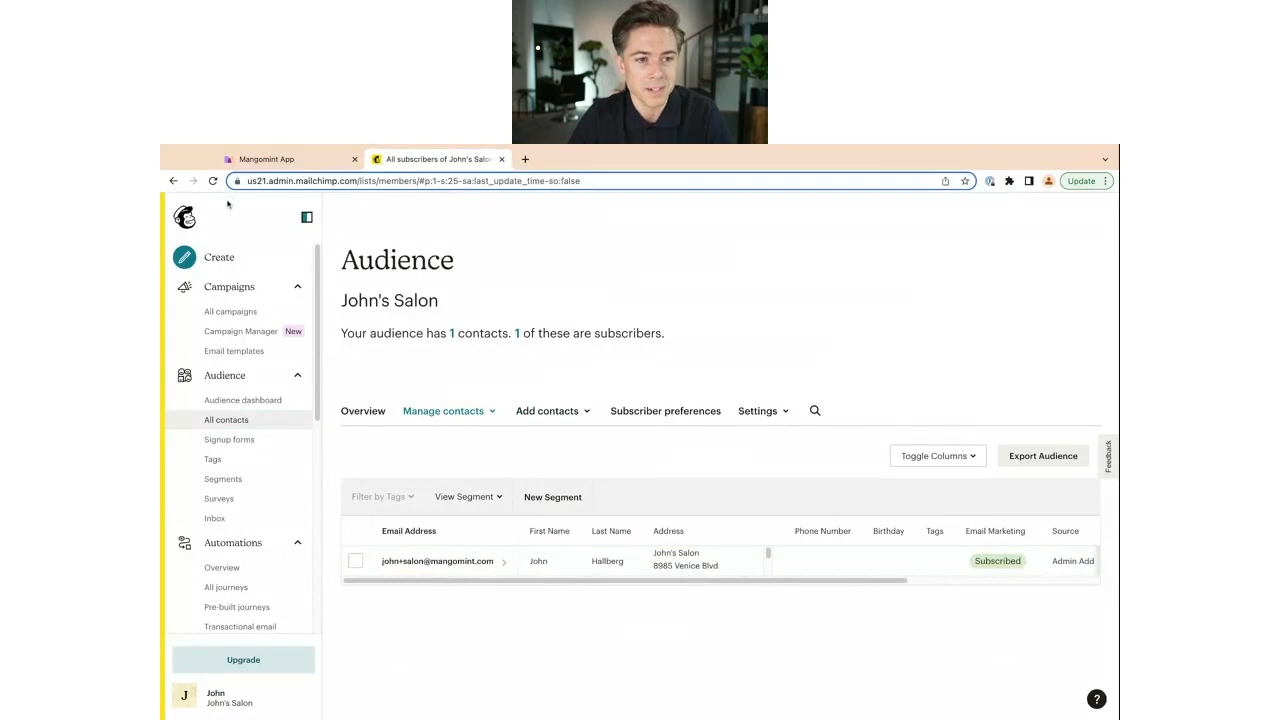 Mangomint App
All subscribers of John's Salo
us21.admin.mailchimp.com/lists/members/#p:1-s:25-sa:last_update_time-so:false
Update
Create
Campaigns
All campaigns
Campaign Manager New
Email templates
Audience
Audience dashboard
All contacts
Signup forms
Tags
Segments
Surveys
Inbox
Automations
Overview
All journeys
Pre-built journeys
Transactional email
Upgrade
J
John
John's Salon
Audience
John's Salon
Your audience has 1 contacts. 1 of these are subscribers.
Overview Manage contacts Add contacts Subscriber preferences Settings
Toggle Columns Export Audience
Feedback
Filter by Tags View Segment New Segment
Email Address First Name Last Name Address Phone Number Birthday Tags Email Marketing Source
john+salon@mangomint.com John Hallberg John's Salon Subscribed Admin Add
8985 Venice Blvd
?